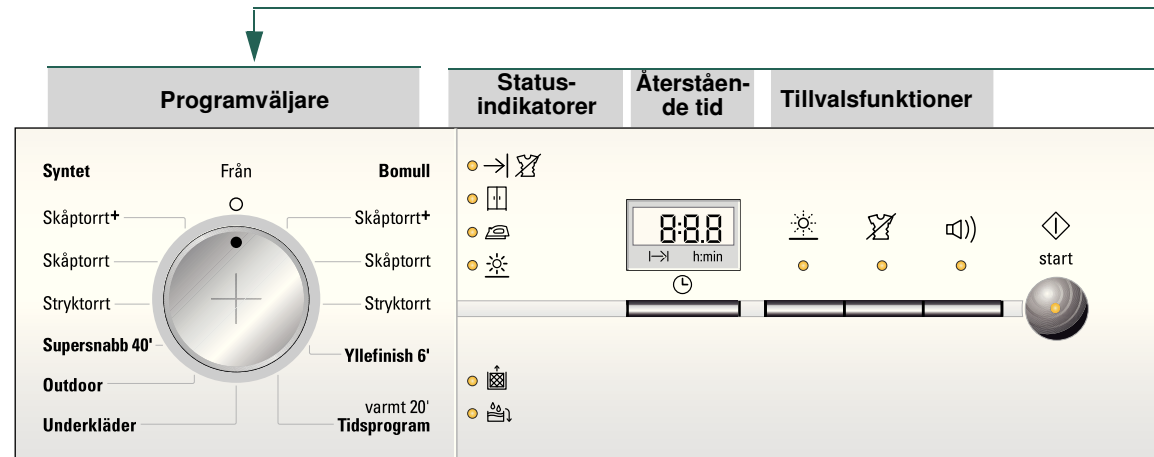 Programväljare
Status-
indikatorer
Återståen-
de tid
Tillvalsfunktioner
Syntet
Från
Bomull
Skåptorrt+
Skåptorrt+
Skåptorrt
Skåptorrt
Stryktorrt
Stryktorrt
Supersnabb 40'
Yllefinish 6'
Outdoor
varmt 20'
Underkläder
Tidsprogram
8:8.8
h:min
start